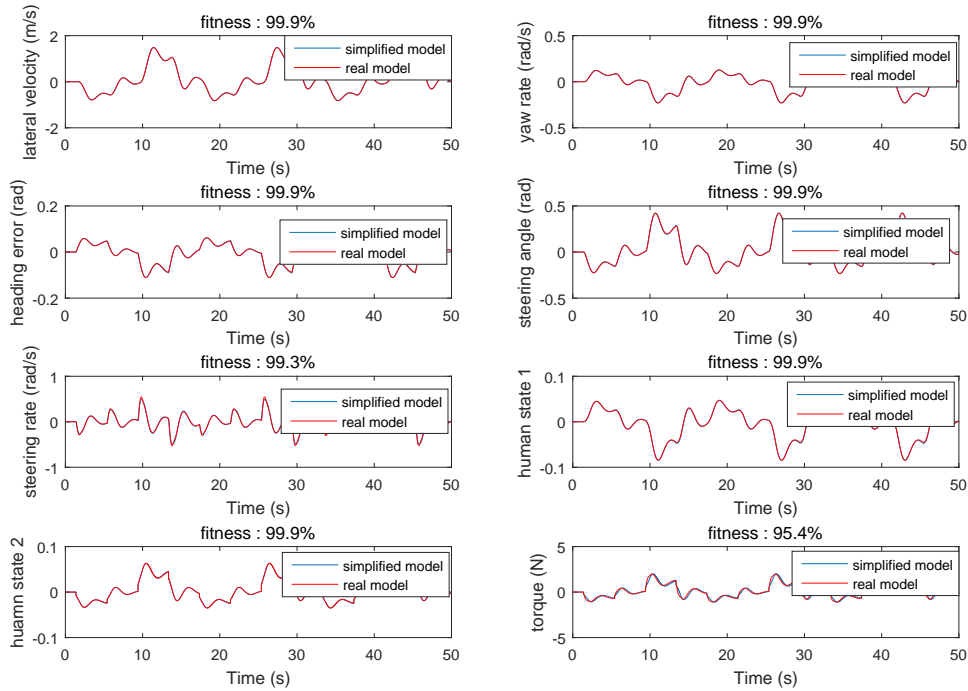 fitness : 99.9%
lateral velocity (m/s)
2
0
-2
simplified model
real model
0 10 20 30 40 50
Time (s)
fitness : 99.9%
yaw rate (rad/s)
0.5
0
-0.5
simplified model
real model
0 10 20 30 40 50
Time (s)
fitness : 99.9%
heading error (rad)
0.2
0
-0.2
simplified model
real model
0 10 20 30 40 50
Time (s)
fitness : 99.9%
steering angle (rad)
0.5
0
-0.5
simplified model
real model
0 10 20 30 40 50
Time (s)
fitness : 99.3%
steering rate (rad/s)
1
0
-1
simplified model
real model
0 10 20 30 40 50
Time (s)
fitness : 99.9%
human state 1
0.1
0
-0.1
simplified model
real model
0 10 20 30 40 50
Time (s)
fitness : 99.9%
huamn state 2
0.1
0
-0.1
simplified model
real model
0 10 20 30 40 50
Time (s)
fitness : 95.4%
torque (N)
5
0
-5
simplified model
real model
0 10 20 30 40 50
Time (s)